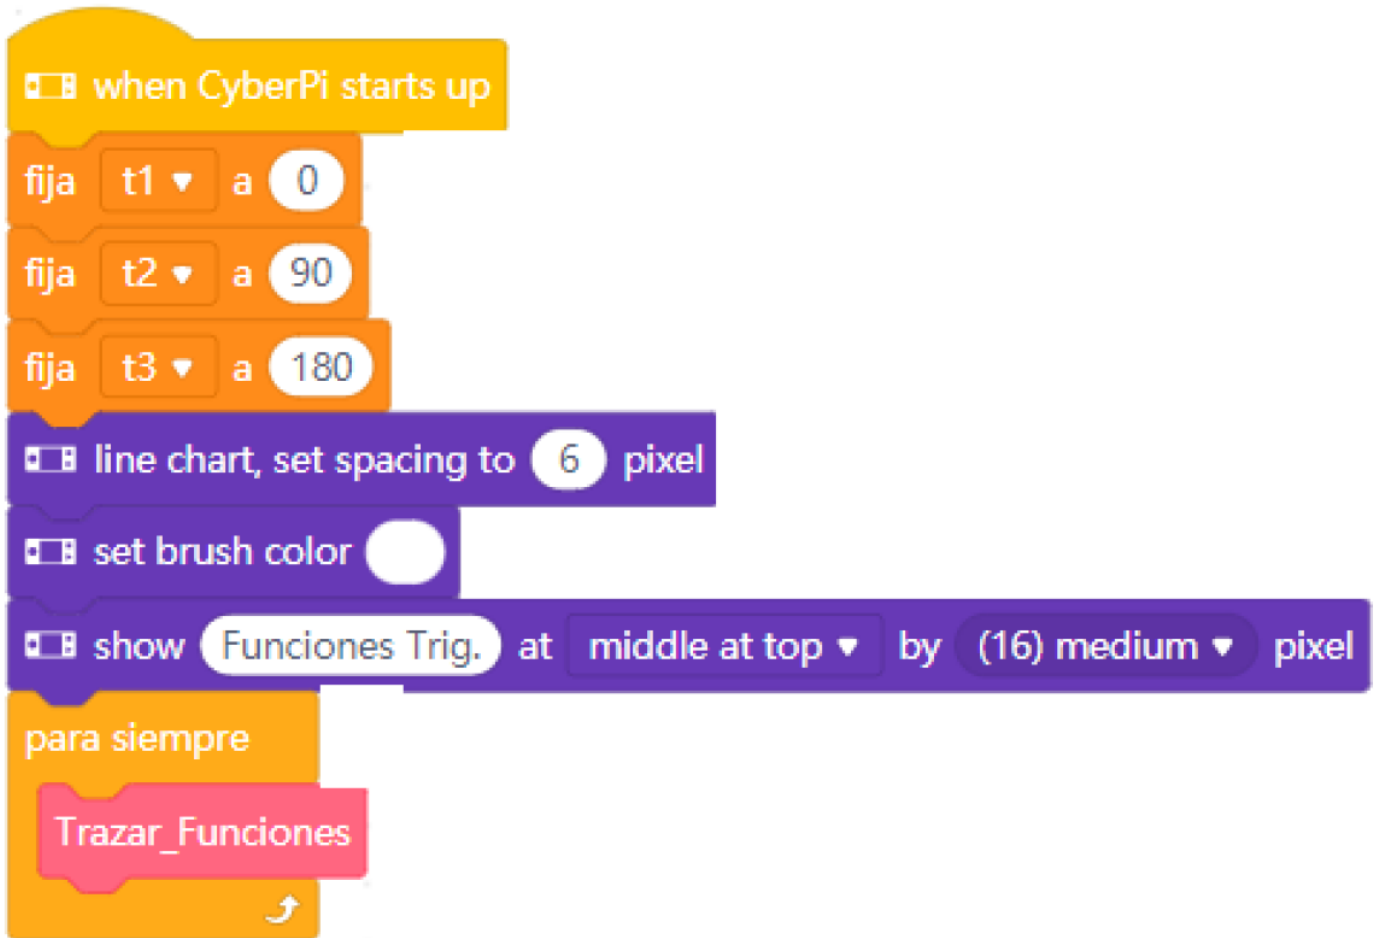 when CyberPi starts up
fija t1 a 0
fija t2 a 90
fija t3 a 180
line chart, set spacing to 6 pixel
set brush color
show Funciones Trig. at middle at top by (16) medium pixel
para siempre
Trazar_Funciones